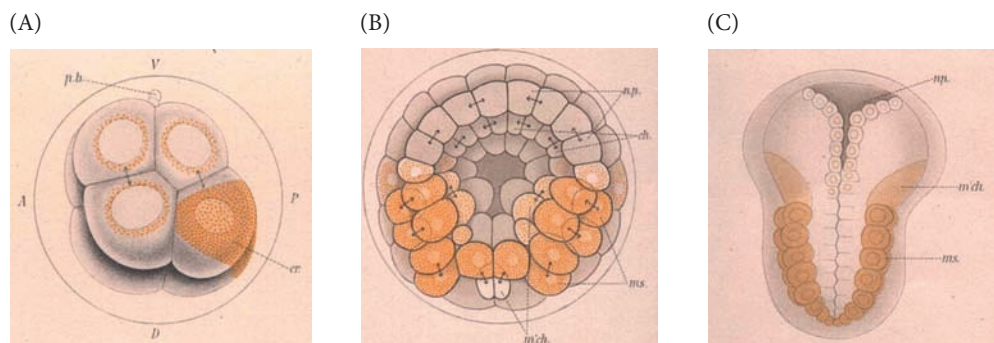 (A)
V
p.b.
A
P
cr.
D
(B)
n.p.
ch.
ms.
m'ch.
(C)
np.
m'ch.
ms.